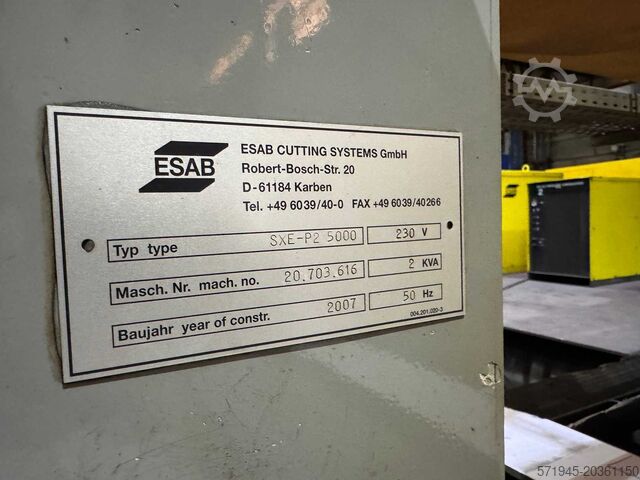 ESAB
ESAB CUTTING SYSTEMS GmbH
Robert-Bosch-Str. 20
D-61184 Karben
Tel. +49 6039/40-0 FAX +49 6039/40266
Typ type SXE-P2 5000 230 V
Masch. Nr. mach. no. 20.703.616 2 KVA
Baujahr year of constr. 2007 50 Hz
004.201.020-3
571945-20361150